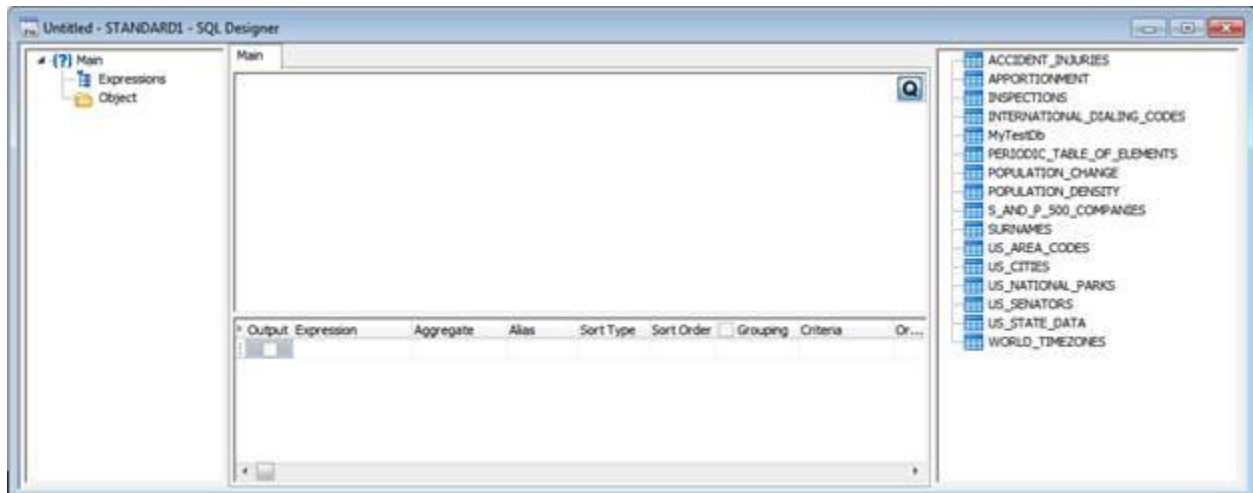 Untitled - STANDARD1 - SQL Designer
Main
Expressions
Object
Main
Q
Output Expression Aggregate Alias Sort Type Sort Order Grouping Criteria Or...
ACCIDENT_INJURIES
APPORTIONMENT
INSPECTIONS
INTERNATIONAL_DIALING_CODES
MyTestDb
PERIODIC_TABLE_OF_ELEMENTS
POPULATION_CHANGE
POPULATION_DENSITY
S_AND_P_500_COMPANIES
SURNAMES
US_AREA_CODES
US_CITIES
US_NATIONAL_PARKS
US_SENATORS
US_STATE_DATA
WORLD_TIMEZONES